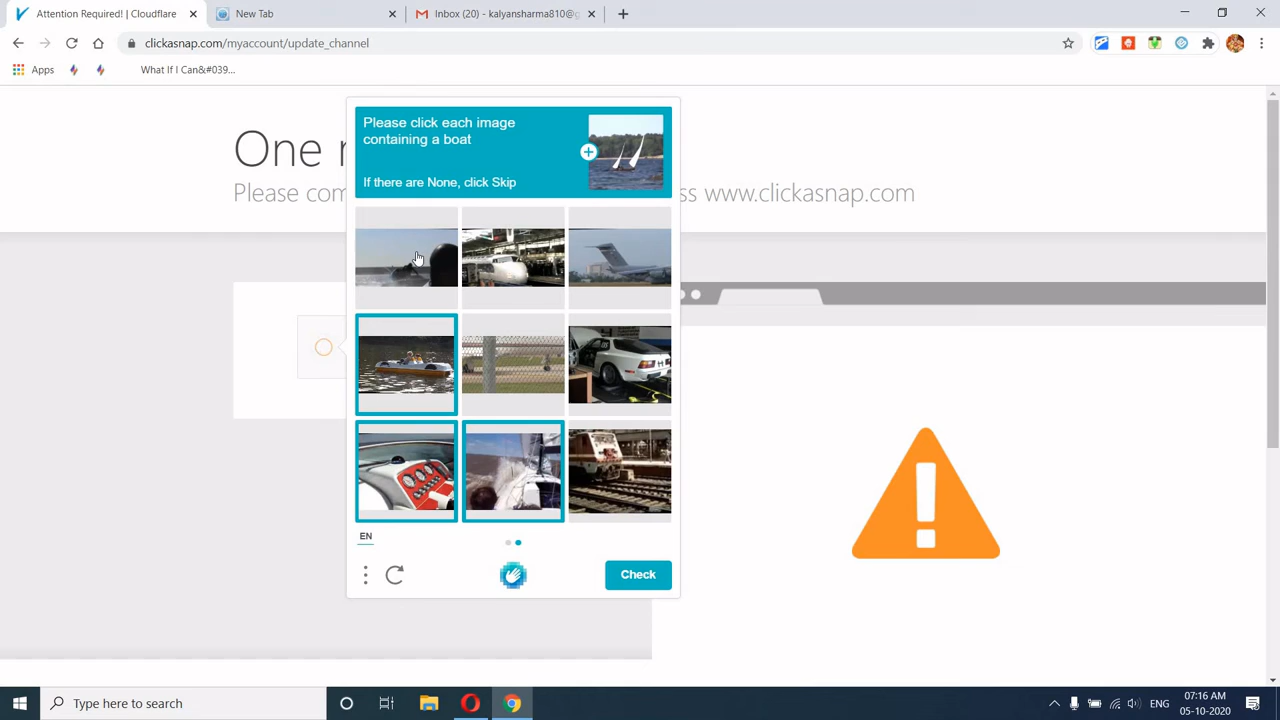 Attention Required! | Cloudflare
New Tab
Inbox (20) - kalyansharma810@g
clickasnap.com/myaccount/update_channel
Apps
What If I Can&#039...
One
Please click each image
containing a boat
If there are None, click Skip
Please com
ss www.clickasnap.com
EN
Check
Type here to search
ENG
07:16 AM
05-10-2020